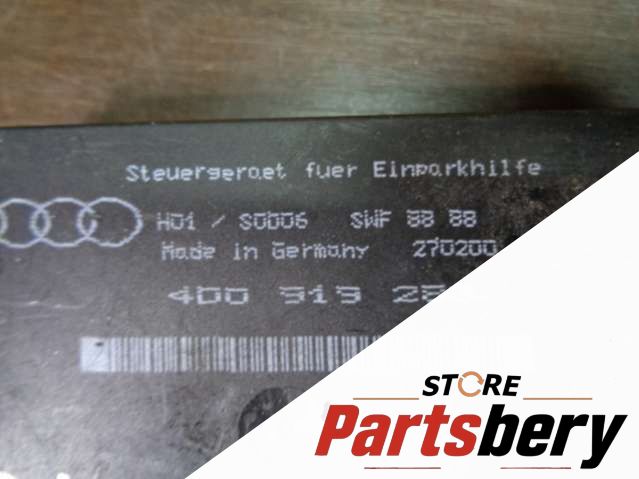 Steuergeraet fuer Einparkhilfe
H01 / S0006 SWF 88 88
Made in Germany 270200
4D0 919 28
STORE
Partsbery